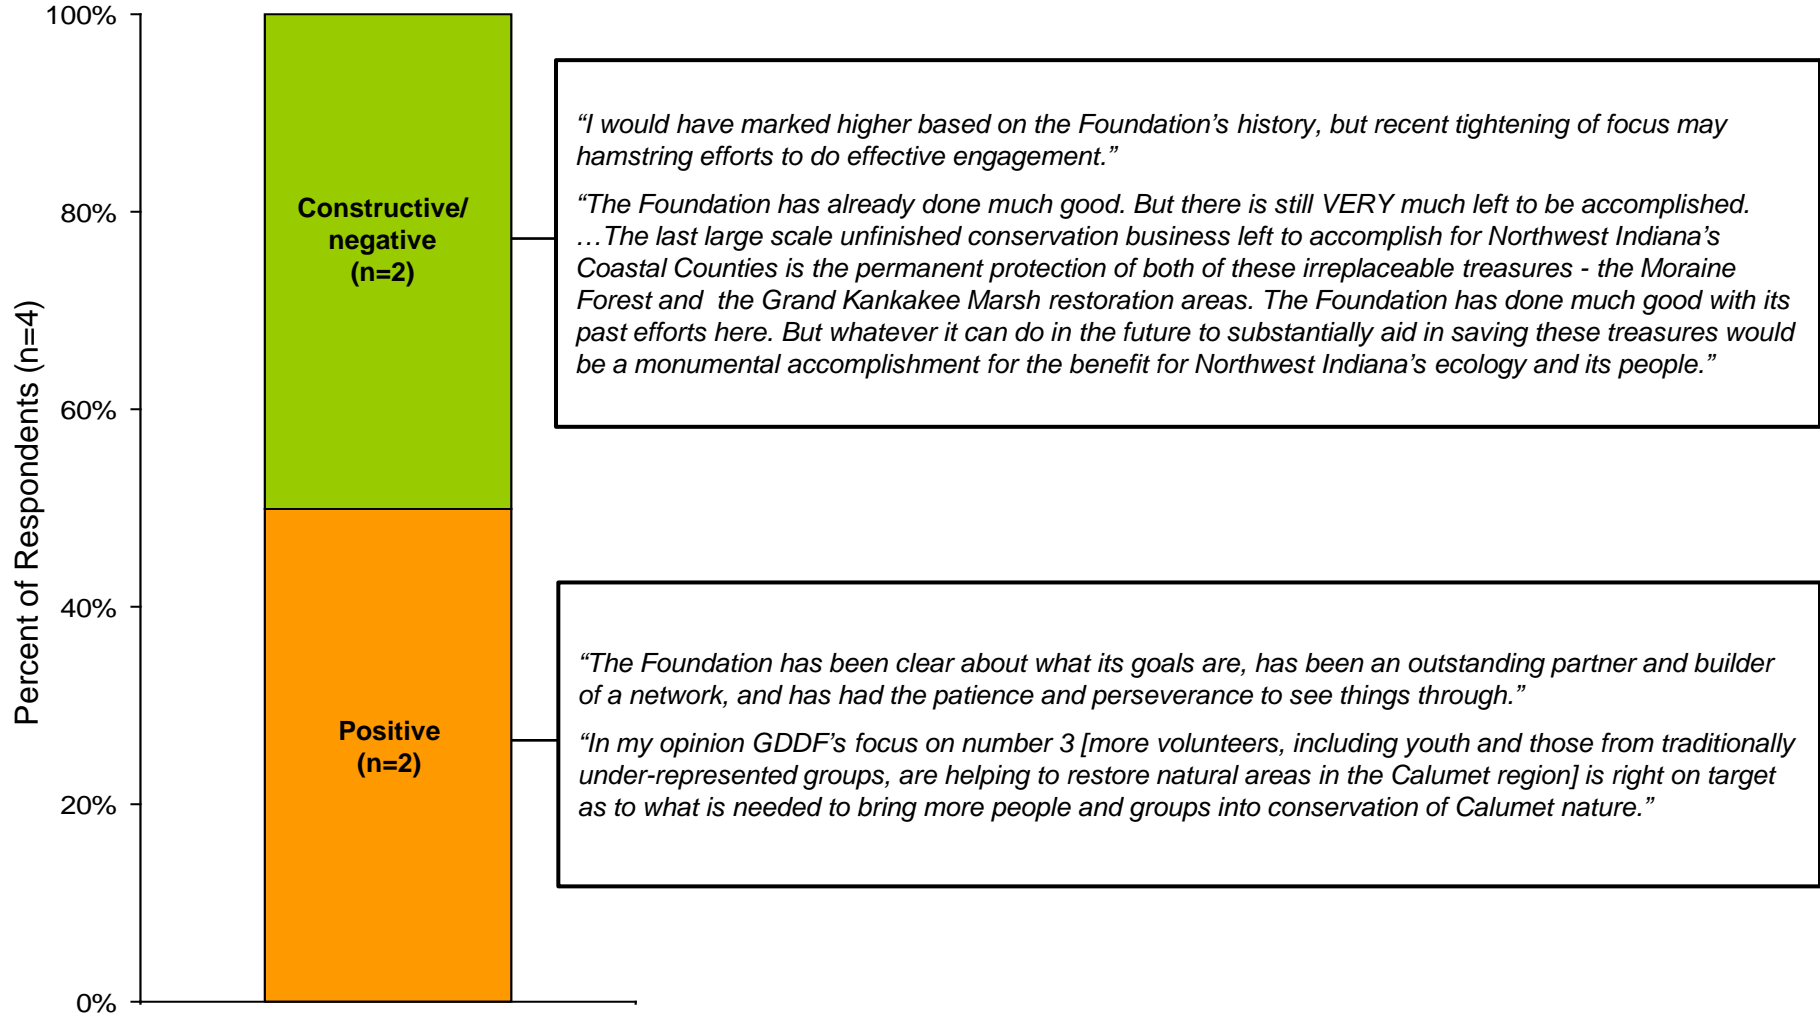 100%
80%
60%
40%
20%
0%
Percent of Respondents (n=4)
Constructive/
negative
(n=2)
Positive
(n=2)
“I would have marked higher based on the Foundation’s history, but recent tightening of focus may
hamstring efforts to do effective engagement.”
“The Foundation has already done much good. But there is still VERY much left to be accomplished.
…The last large scale unfinished conservation business left to accomplish for Northwest Indiana’s
Coastal Counties is the permanent protection of both of these irreplaceable treasures - the Moraine
Forest and  the Grand Kankakee Marsh restoration areas. The Foundation has done much good with its
past efforts here. But whatever it can do in the future to substantially aid in saving these treasures would
be a monumental accomplishment for the benefit for Northwest Indiana’s ecology and its people.”
“The Foundation has been clear about what its goals are, has been an outstanding partner and builder
of a network, and has had the patience and perseverance to see things through.”
“In my opinion GDDF’s focus on number 3 [more volunteers, including youth and those from traditionally
under-represented groups, are helping to restore natural areas in the Calumet region] is right on target
as to what is needed to bring more people and groups into conservation of Calumet nature.”